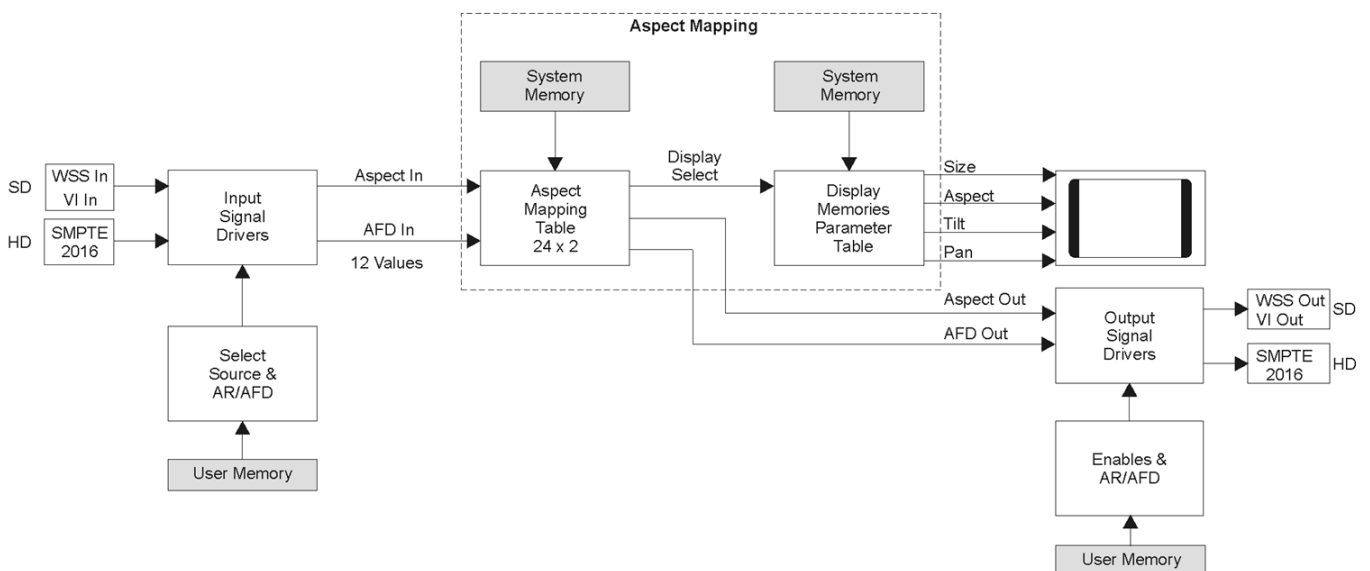 Aspect Mapping
System
Memory
System
Memory
SD
WSS In
VI In
HD
SMPTE
2016
Input
Signal
Drivers
Aspect In
AFD In
12 Values
Aspect
Mapping
Table
24 x 2
Display
Select
Display
Memories
Parameter
Table
Size
Aspect
Tilt
Pan
Aspect Out
AFD Out
Output
Signal
Drivers
WSS Out
VI Out
SD
SMPTE
2016
HD
Select
Source &
AR/AFD
User Memory
Enables &
AR/AFD
User Memory